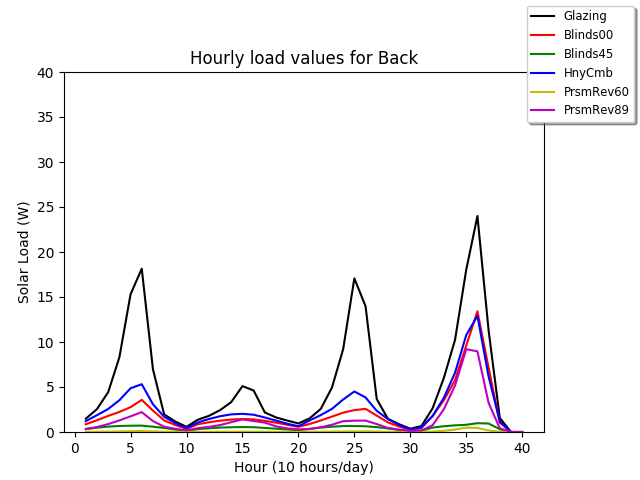 Hourly load values for Back
Glazing
Blinds00
Blinds45
HnyCmb
PrsmRev60
PrsmRev89
40
35
30
25
20
15
10
5
0
Solar Load (W)
0 5 10 15 20 25 30 35 40
Hour (10 hours/day)